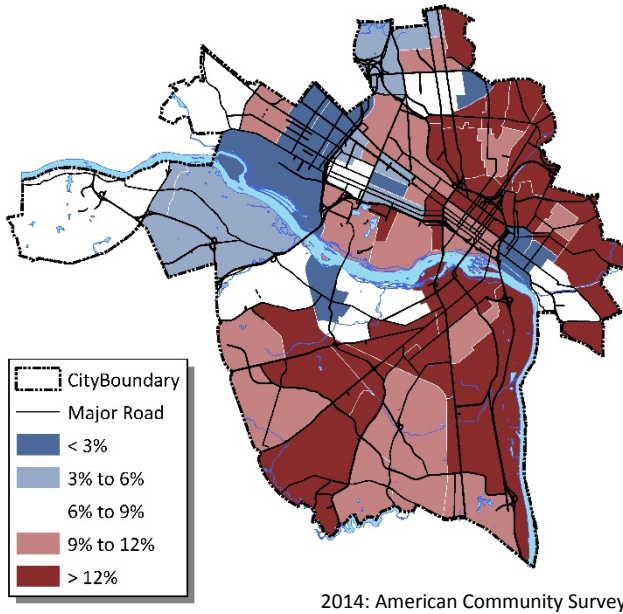 CityBoundary
Major Road
< 3%
3% to 6%
6% to 9%
9% to 12%
> 12%
2014: American Community Survey